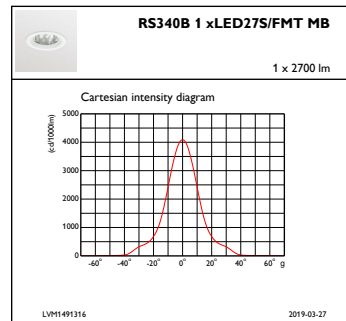 RS340B 1 xLED27S/FMT MB
1 x 2700 lm
Cartesian intensity diagram
(cd/1000lm)
5000
4000
3000
2000
1000
0
-60° -40° -20° 0° 20° 40° 60° g
LVM1491316 2019-03-27